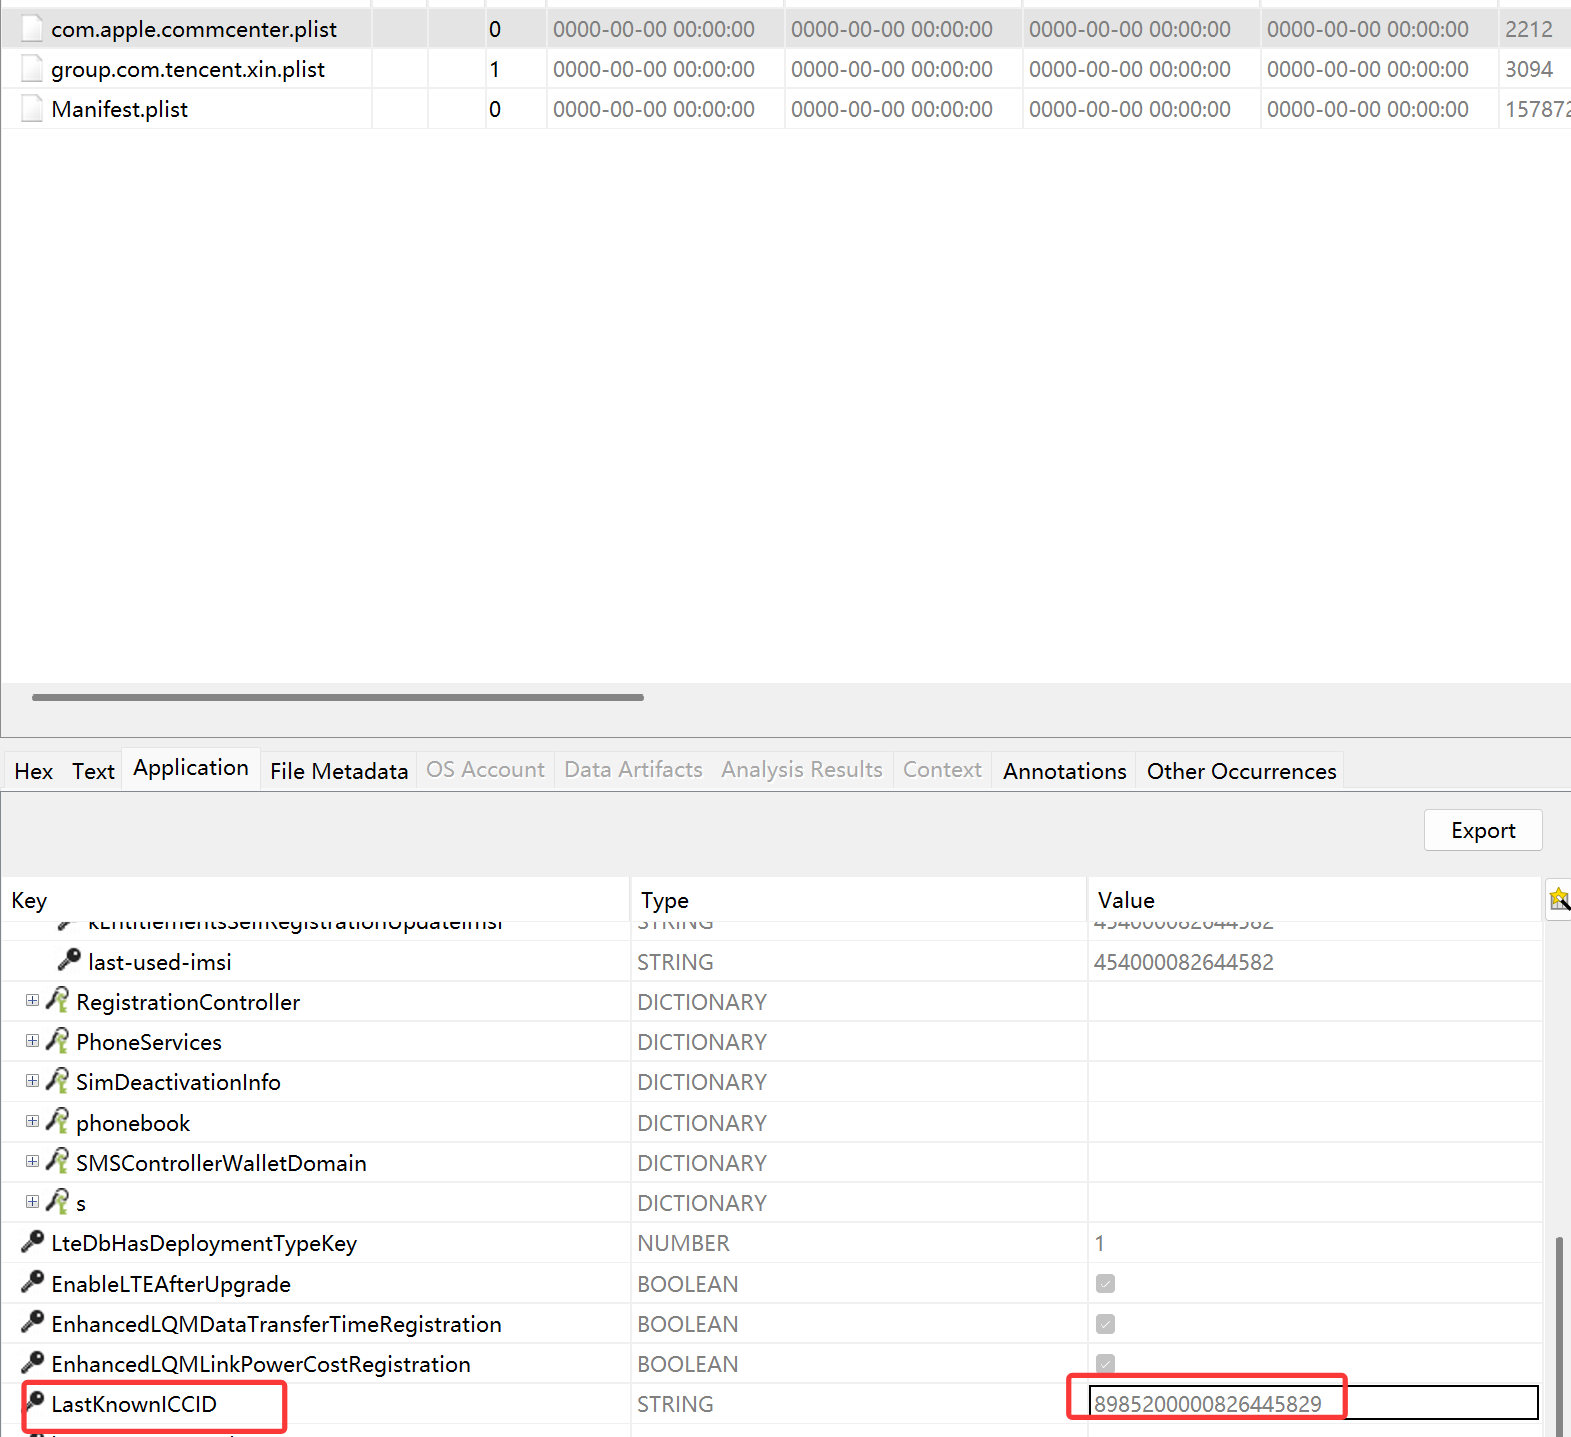 com.apple.commcenter.plist 0 0000-00-00 00:00:00 0000-00-00 00:00:00 0000-00-00 00:00:00 0000-00-00 00:00:00 2212
group.com.tencent.xin.plist 1 0000-00-00 00:00:00 0000-00-00 00:00:00 0000-00-00 00:00:00 0000-00-00 00:00:00 3094
Manifest.plist 0 0000-00-00 00:00:00 0000-00-00 00:00:00 0000-00-00 00:00:00 0000-00-00 00:00:00 157872
Hex Text Application File Metadata OS Account Data Artifacts Analysis Results Context Annotations Other Occurrences
Export
Key Type Value
kEntitlementsSelfRegistrationUpdateImsi STRING 454000082644582
last-used-imsi STRING 454000082644582
RegistrationController DICTIONARY
PhoneServices DICTIONARY
SimDeactivationInfo DICTIONARY
phonebook DICTIONARY
SMSControllerWalletDomain DICTIONARY
s DICTIONARY
LteDbHasDeploymentTypeKey NUMBER 1
EnableLTEAfterUpgrade BOOLEAN
EnhancedLQMDataTransferTimeRegistration BOOLEAN
EnhancedLQMLinkPowerCostRegistration BOOLEAN
LastKnownICCID STRING 8985200000826445829